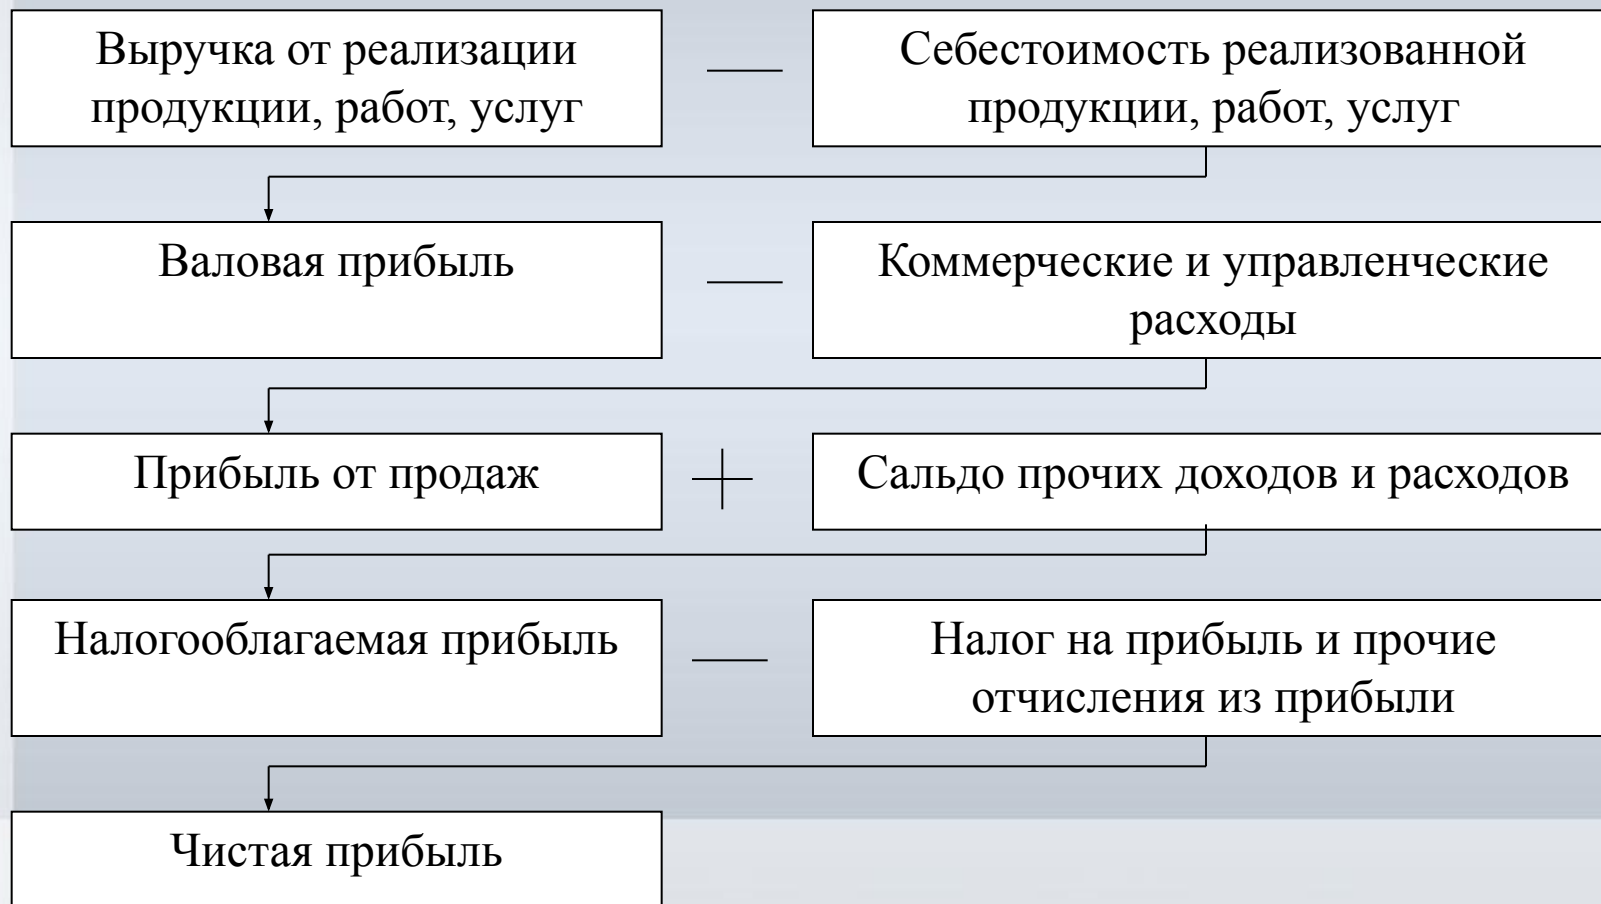 Выручка от реализации
продукции, работ, услуг
Себестоимость реализованной
продукции, работ, услуг
Валовая прибыль
Коммерческие и управленческие
расходы
Прибыль от продаж
Сальдо прочих доходов и расходов
Налогооблагаемая прибыль
Налог на прибыль и прочие
отчисления из прибыли
Чистая прибыль